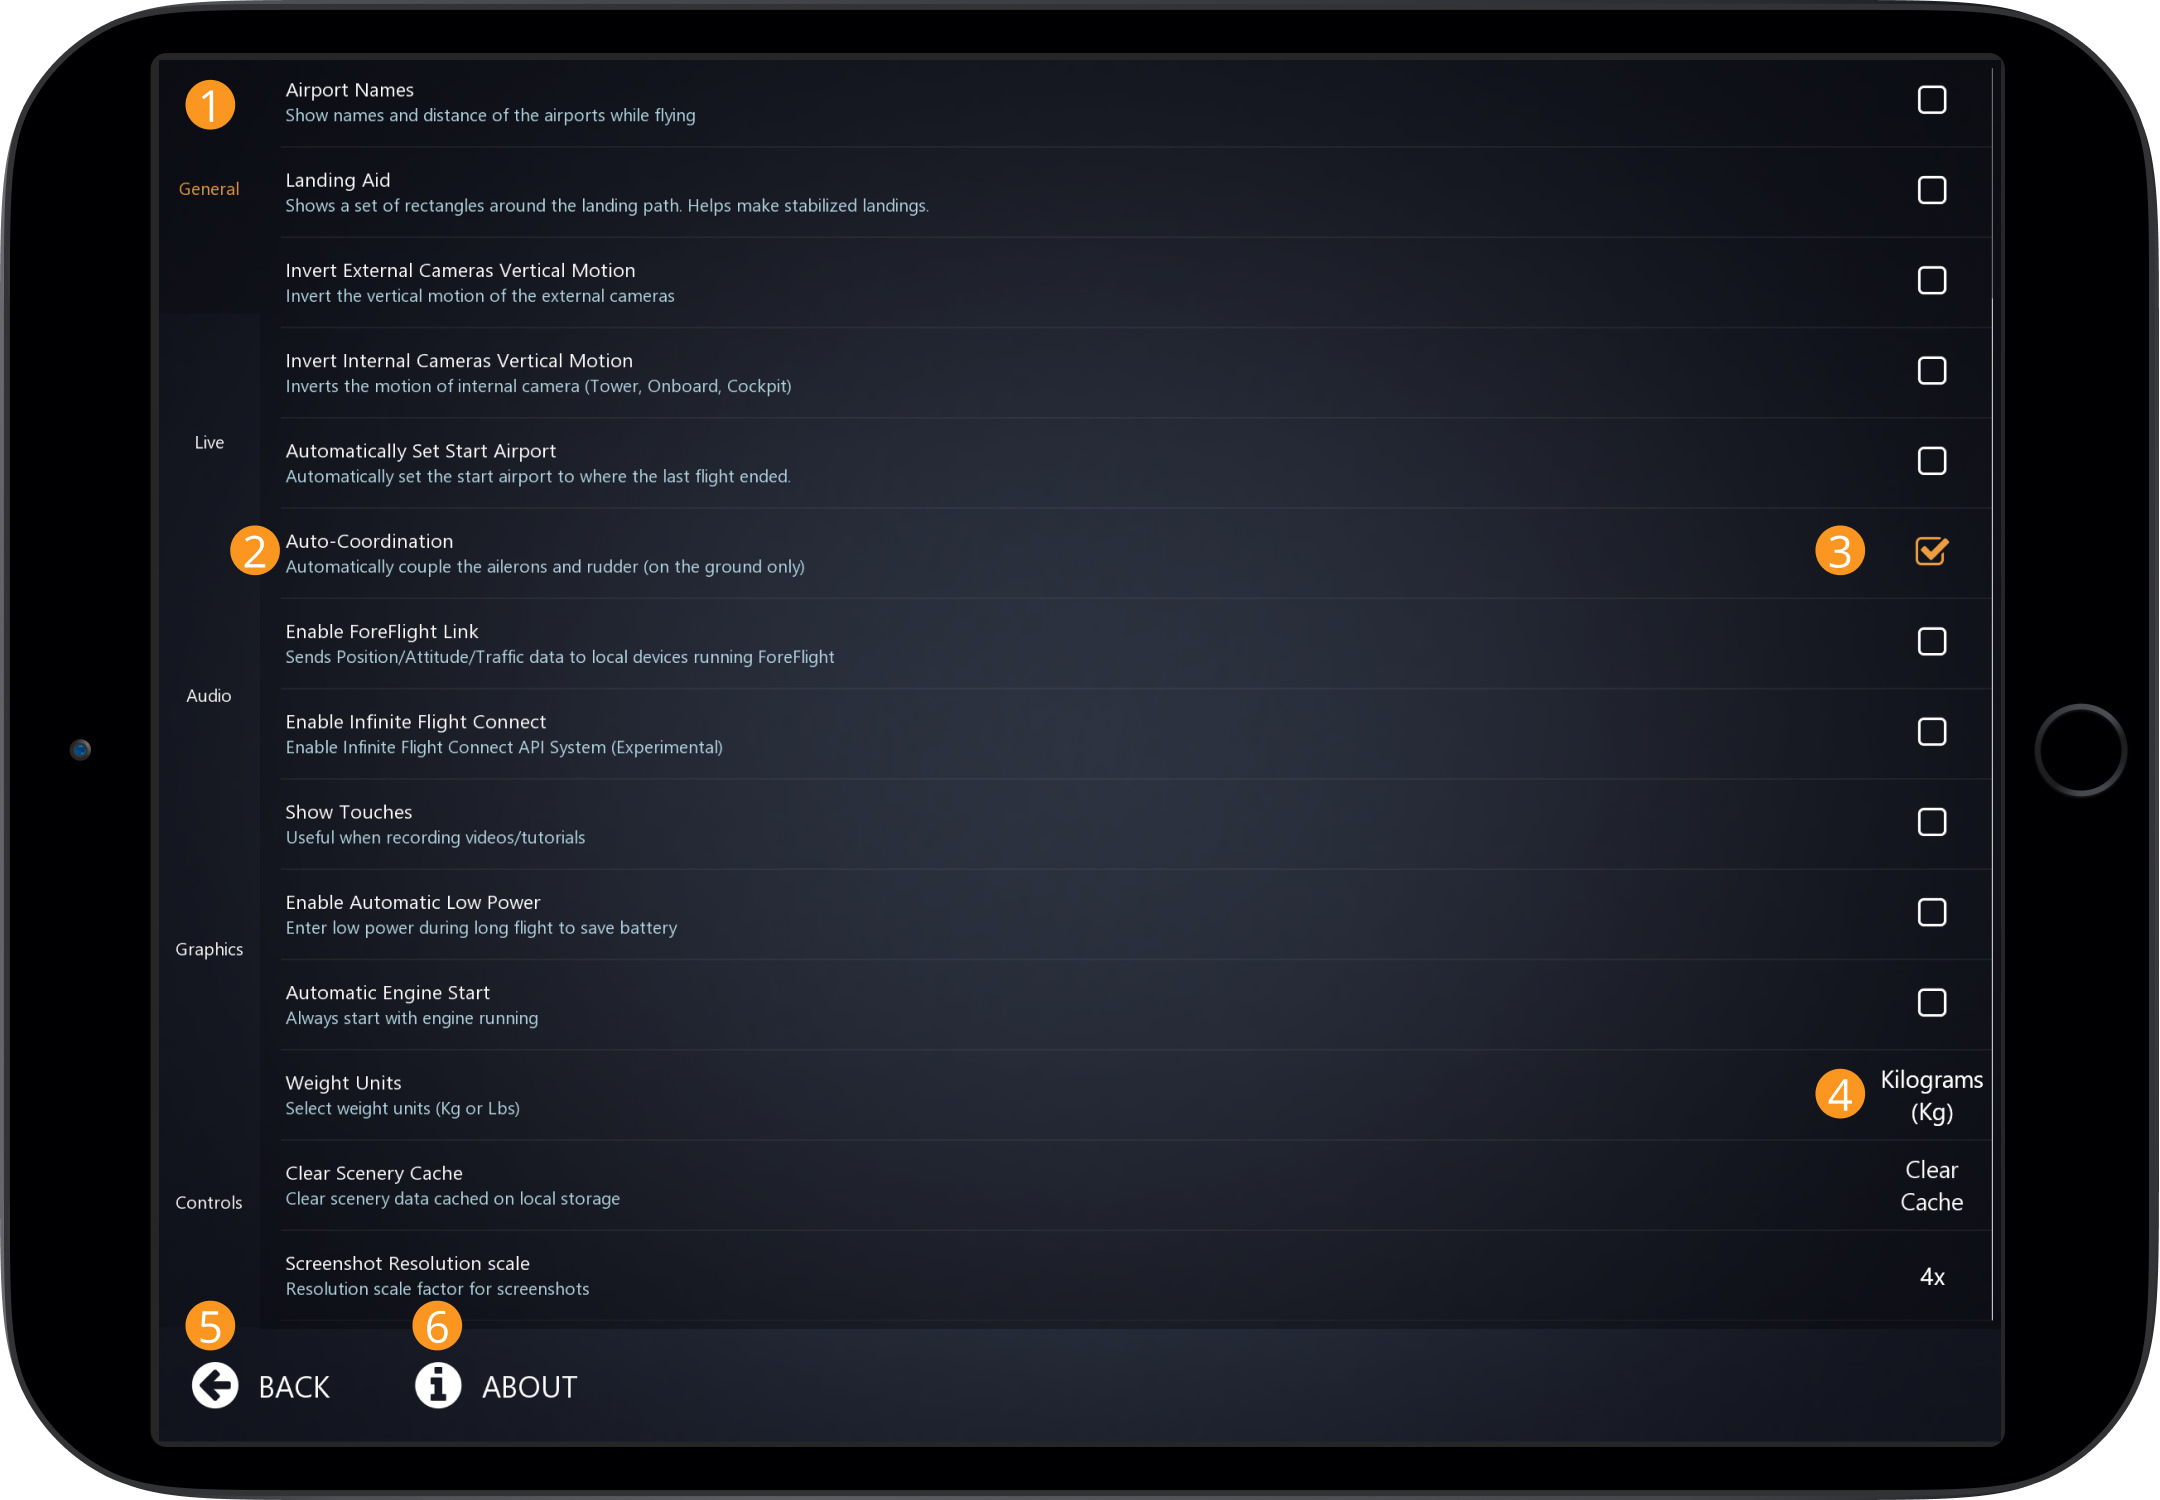 1
General
Live
Audio
Graphics
Controls
Airport Names
Show names and distance of the airports while flying
Landing Aid
Shows a set of rectangles around the landing path. Helps make stabilized landings.
Invert External Cameras Vertical Motion
Invert the vertical motion of the external cameras
Invert Internal Cameras Vertical Motion
Inverts the motion of internal camera (Tower, Onboard, Cockpit)
Automatically Set Start Airport
Automatically set the start airport to where the last flight ended.
2
Auto-Coordination
Automatically couple the ailerons and rudder (on the ground only)
3
Enable ForeFlight Link
Sends Position/Attitude/Traffic data to local devices running ForeFlight
Enable Infinite Flight Connect
Enable Infinite Flight Connect API System (Experimental)
Show Touches
Useful when recording videos/tutorials
Enable Automatic Low Power
Enter low power during long flight to save battery
Automatic Engine Start
Always start with engine running
Weight Units
Select weight units (Kg or Lbs)
4
Kilograms
(Kg)
Clear Scenery Cache
Clear scenery data cached on local storage
Clear
Cache
Screenshot Resolution scale
Resolution scale factor for screenshots
4x
5
BACK
6
ABOUT